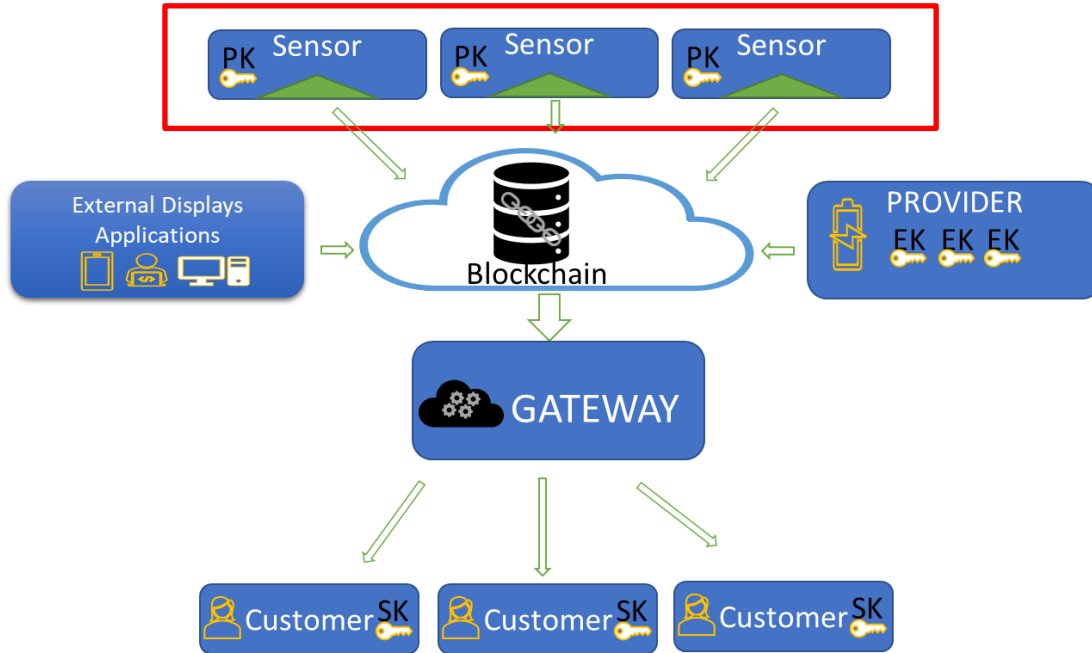 PK Sensor
PK Sensor
PK Sensor
External Displays
Applications
Blockchain
PROVIDER
EK EK EK
GATEWAY
Customer SK
Customer SK
Customer SK